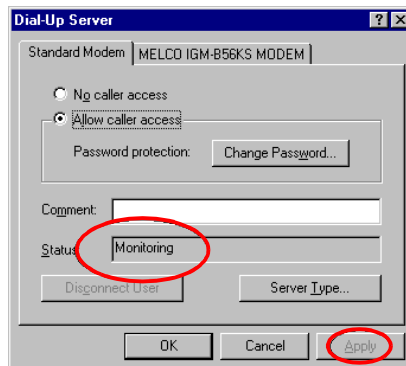 Dial-Up Server
Standard Modem MELCO IGM-B56KS MODEM
No caller access
Allow caller access
Password protection: Change Password...
Comment:
Status Monitoring
Disconnect User Server Type...
OK Cancel Apply